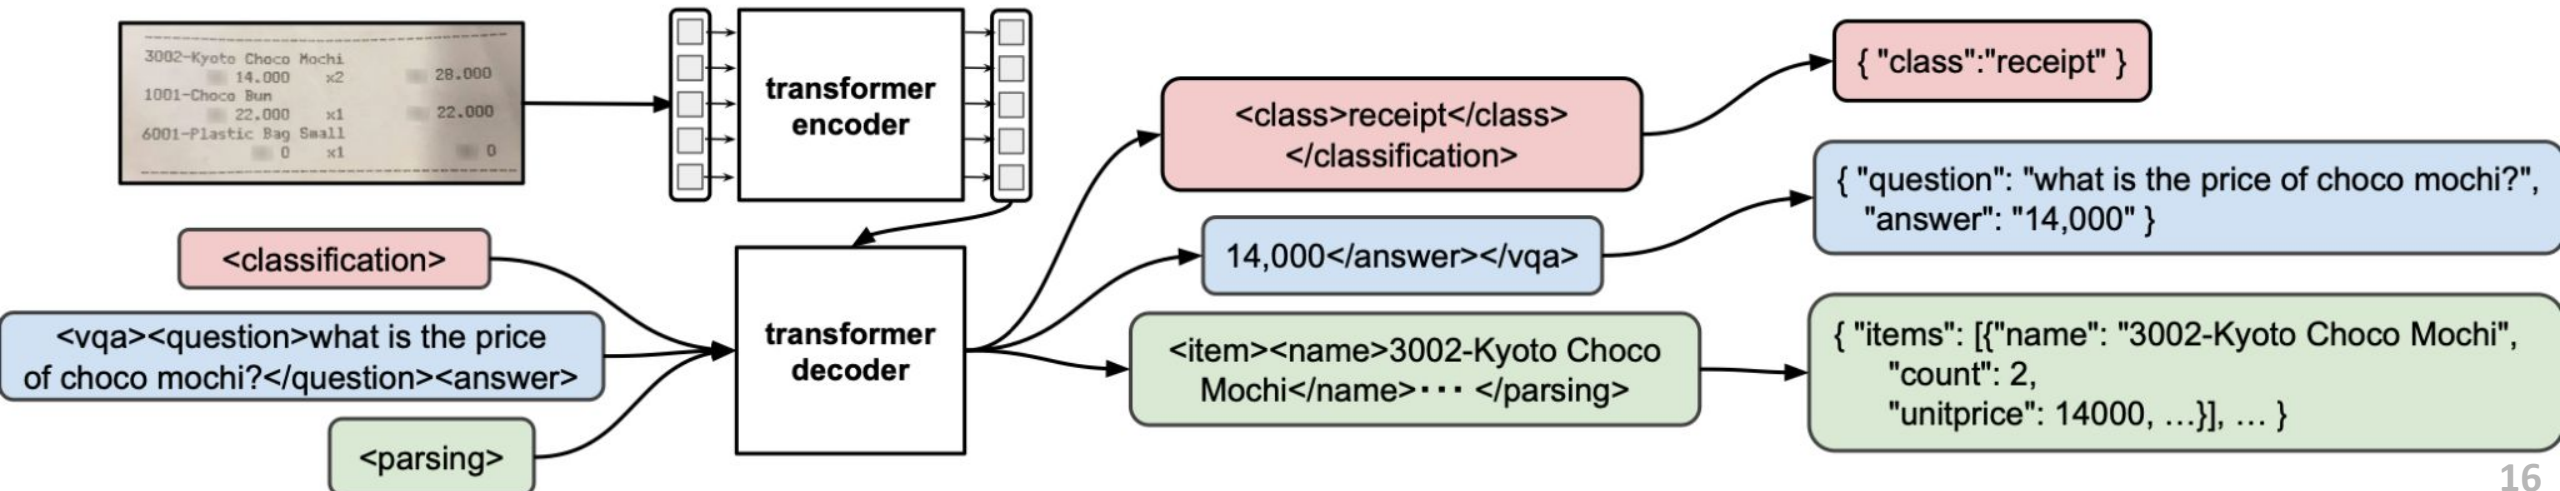 3002-Kyoto Choco Mochi
14.000 x2 28.000
1001-Choco Bun
22.000 x1 22.000
6001-Plastic Bag Small
0 x1 0
transformer
encoder
<classification>
<vqa><question>what is the price
of choco mochi?</question><answer>
<parsing>
transformer
decoder
<class>receipt</class>
</classification>
14,000</answer></vqa>
<item><name>3002-Kyoto Choco
Mochi</name>··· </parsing>
{ "class":"receipt" }
{ "question": "what is the price of choco mochi?",
"answer": "14,000" }
{ "items": [{"name": "3002-Kyoto Choco Mochi",
"count": 2,
"unitprice": 14000, …}], … }
16